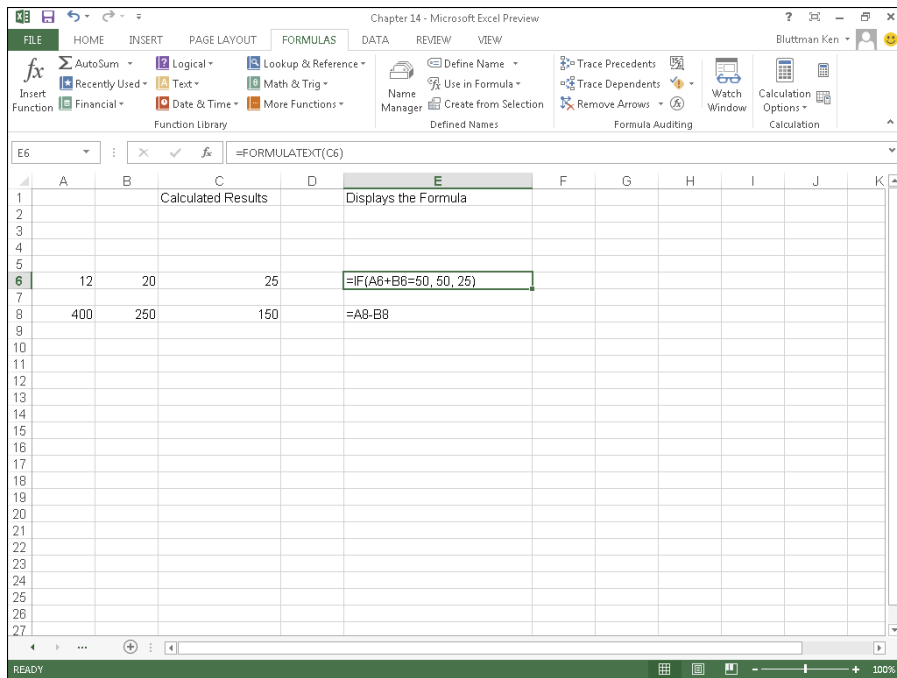 Chapter 14 - Microsoft Excel Preview
?
FILE HOME INSERT PAGE LAYOUT FORMULAS DATA REVIEW VIEW Bluttman Ken
fx Insert Function
Σ AutoSum
Recently Used
Financial
? Logical
A Text
Date & Time
Lookup & Reference
θ Math & Trig
More Functions
Function Library
Name Manager
Define Name
Use in Formula
Create from Selection
Defined Names
Trace Precedents
Trace Dependents
Remove Arrows
Formula Auditing
Watch Window
Calculation Options
Calculation
E6 fx =FORMULATEXT(C6)
A B C D E F G H I J K
1 Calculated Results Displays the Formula
2
3
4
5
6 12 20 25 =IF(A6+B6=50, 50, 25)
7
8 400 250 150 =A8-B8
9
10
11
12
13
14
15
16
17
18
19
20
21
22
23
24
25
26
27
...
READY 100%